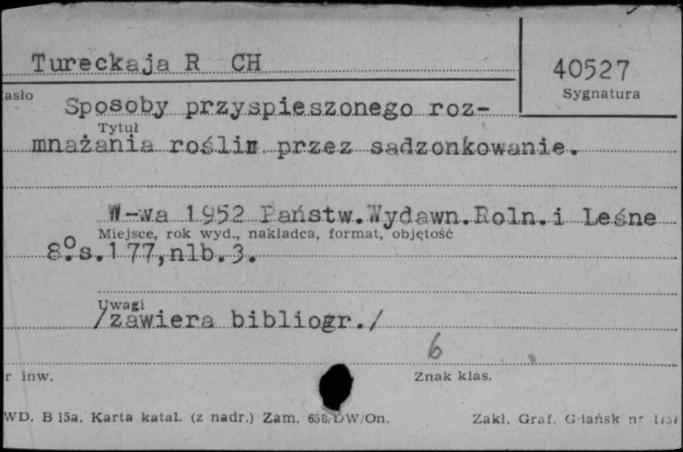 Tureckaja R CH
40527
Sygnatura
asło
Sposoby przyspieszonego roz-
Tytuł
mnażania roślin przez sadzonkowanie.
W-wa 1952 Państw.Wydawn.Roln.i Leśne
Miejsce, rok wyd., nakładca, format, objętość
8°.s.177,nlb.3.
Uwagi
/zawiera bibliogr./
6
r inw.
Znak klas.
WD. B 15a. Karta katal. (z nadr.) Zam. 658/DW/On.
Zakł. Graf. Gdańsk nr